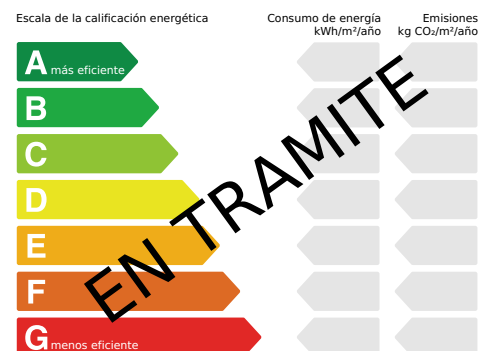 Escala de la calificación energética
Consumo de energía
kWh/m²/año
Emisiones
kg CO₂/m²/año
A más eficiente
B
C
D
E
F
G menos eficiente
EN TRAMITE